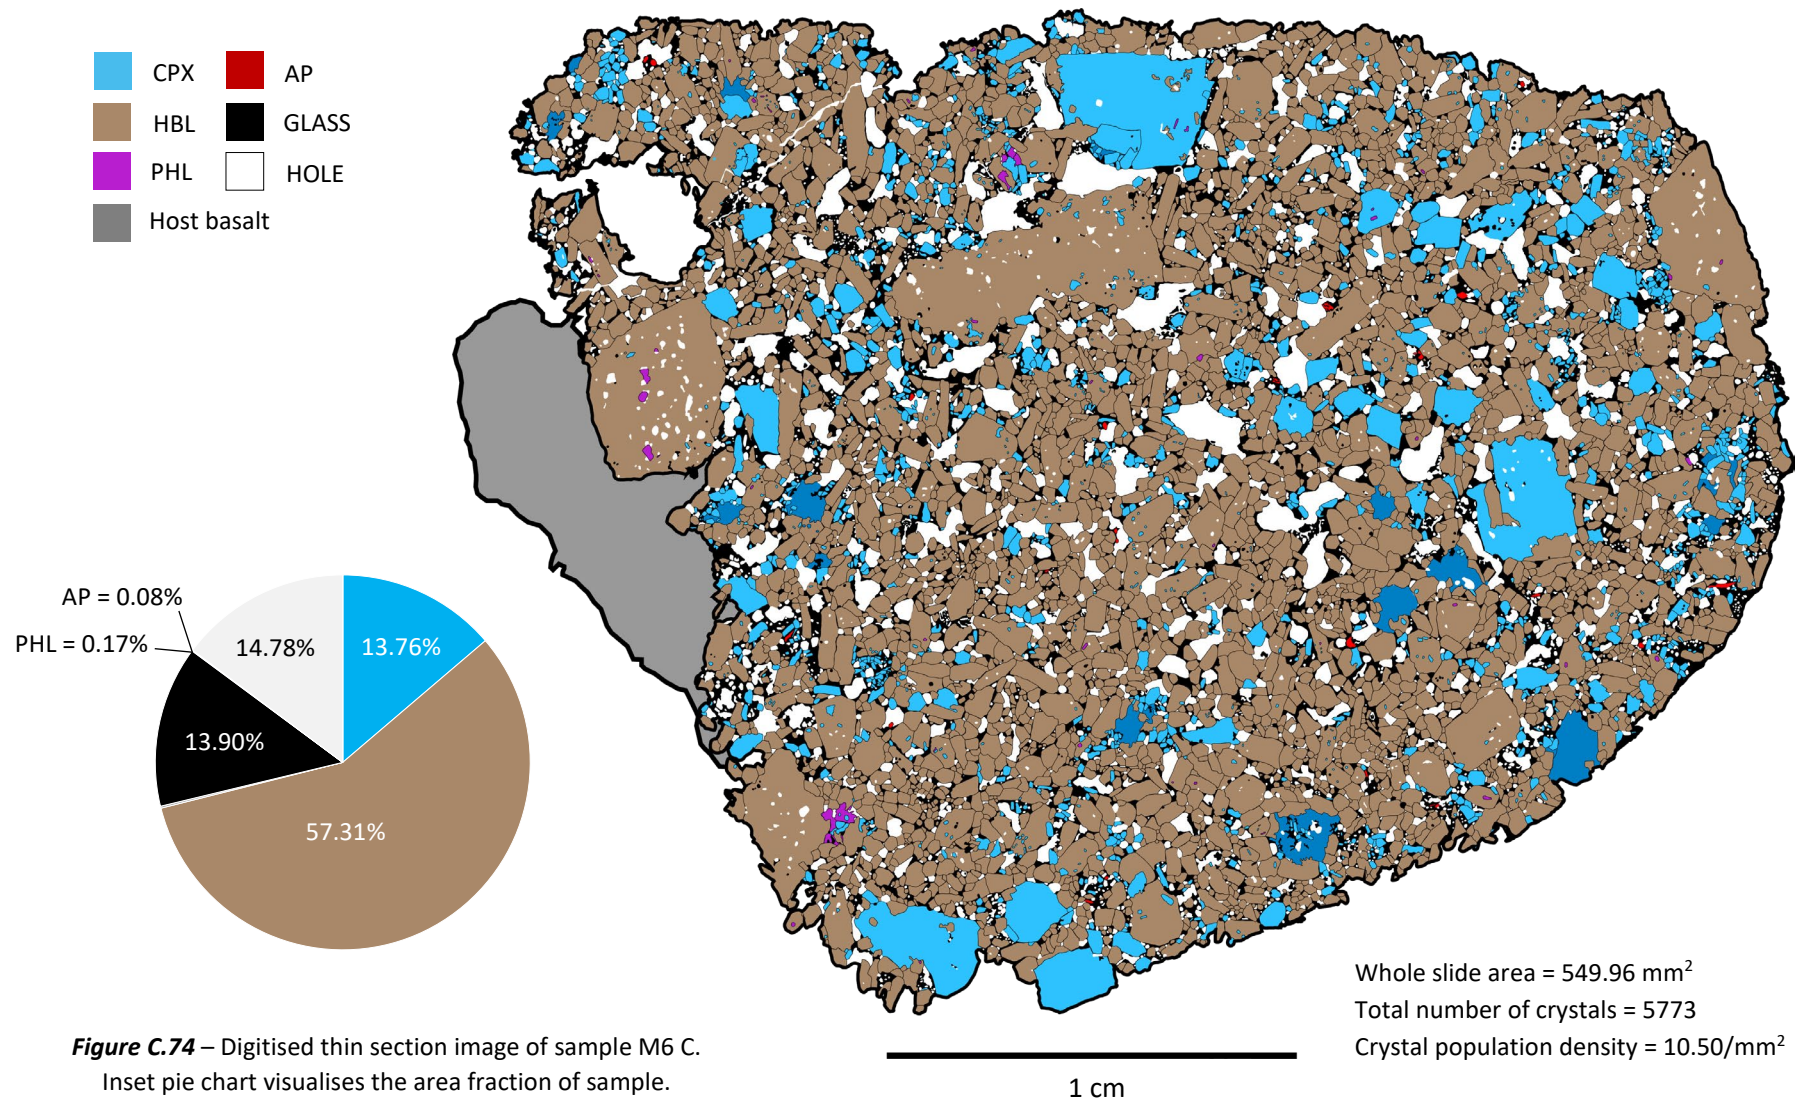 CPX
AP
HBL
GLASS
PHL
HOLE
Host basalt
AP = 0.08%
PHL = 0.17%
14.78%
13.76%
13.90%
57.31%
Whole slide area = 549.96 mm²
Total number of crystals = 5773
Crystal population density = 10.50/mm²
Figure C.74 – Digitised thin section image of sample M6 C.
Inset pie chart visualises the area fraction of sample.
1 cm